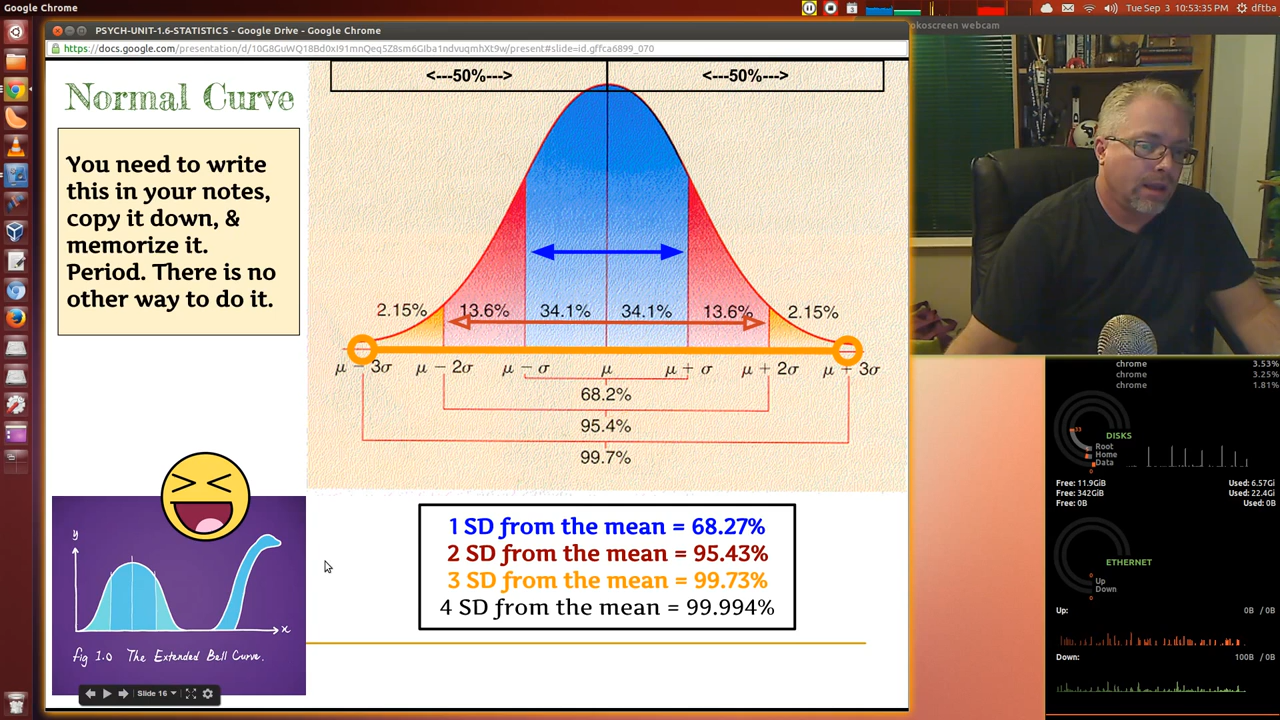 Google Chrome
Tue Sep 3 10:53:35 PM dftba
PSYCH-UNIT-1.6-STATISTICS - Google Drive - Google Chrome
okoscreen webcam
Normal Curve
You need to write
this in your notes,
copy it down, &
memorize it.
Period. There is no
other way to do it.
<---50%---> <---50%--->
2.15% 13.6% 34.1% 34.1% 13.6% 2.15%
μ − 3σ μ − 2σ μ − σ μ μ + σ μ + 2σ μ + 3σ
68.2%
95.4%
99.7%
1 SD from the mean = 68.27%
2 SD from the mean = 95.43%
3 SD from the mean = 99.73%
4 SD from the mean = 99.994%
y
x
fig 1.0 The Extended Bell Curve.
Slide 16
chrome 3.53%
chrome 3.25%
chrome 1.81%
DISKS
Root
Home
Data
Free: 11.9GiB Used: 6.57Gi
Free: 342GiB Used: 22.4Gi
Free: 0B Used: 0B
ETHERNET
Up
Down
Up: 0B / 0B
Down: 100B / 0B